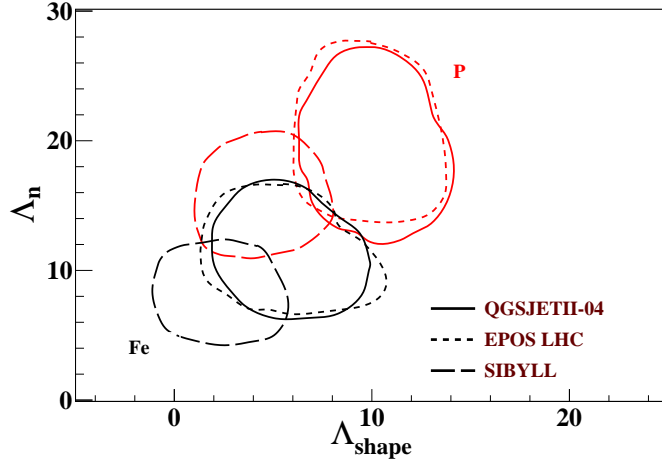 30
20
10
0
Λn
P
Fe
QGSJETII-04
EPOS LHC
SIBYLL
0
10
20
Λshape